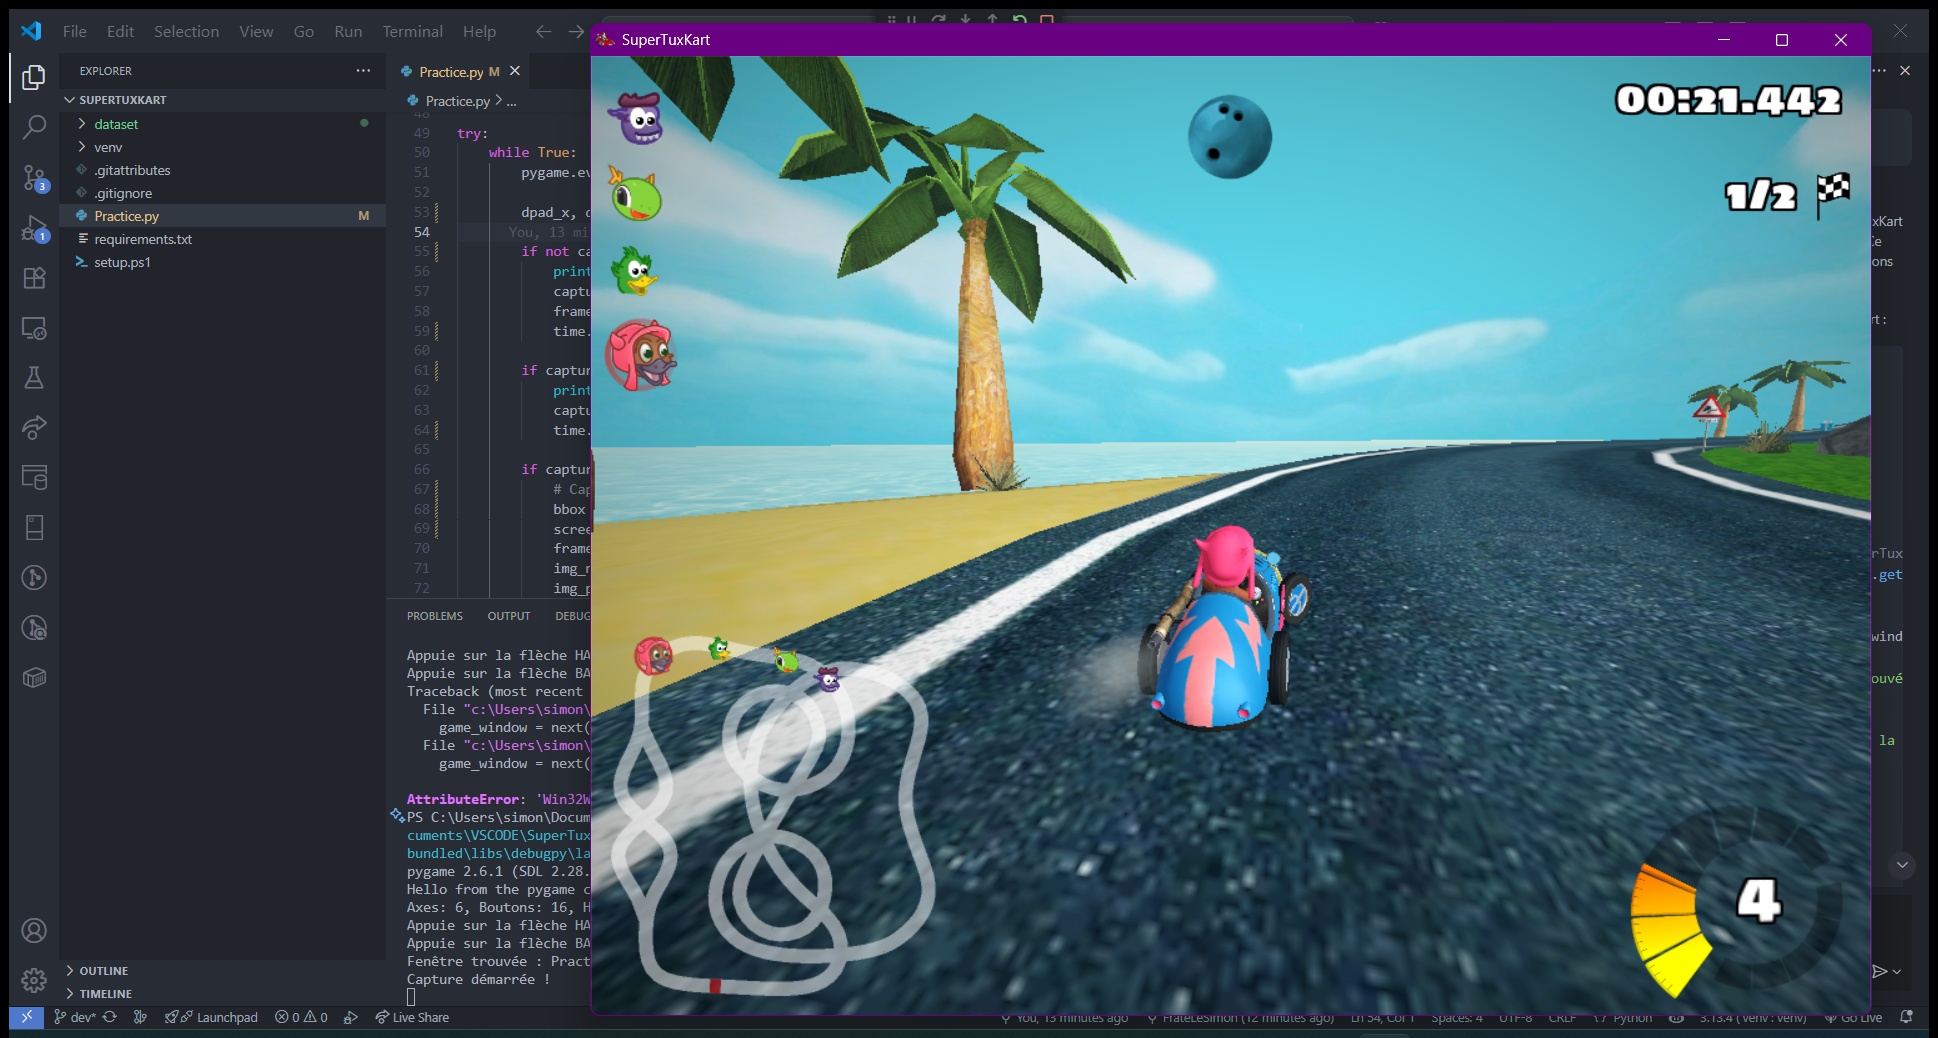 File Edit Selection View Go Run Terminal Help
SuperTuxKart
EXPLORER
SUPERTUXKART
dataset
venv
.gitattributes
.gitignore
Practice.py M
requirements.txt
setup.ps1
OUTLINE
TIMELINE
3
1
Practice.py M
Practice.py > ...
48
49 try:
50 while True:
51 pygame.ev
52
53 dpad_x,
54 You, 13 mi
55 if not ca
56 print
57 captu
58 frame
59 time.
60
61 if captur
62 print
63 captu
64 time.
65
66 if captur
67 # Cap
68 bbox
69 scree
70 frame
71 img_
72 img_p
PROBLEMS OUTPUT DEBUG
Appuie sur la flèche HA
Appuie sur la flèche BA
Traceback (most recent
File "c:\Users\simon\
game_window = next(
File "c:\Users\simon\
game_window = next(
AttributeError: 'Win32W
PS C:\Users\simon\Docum
cuments\VSCODE\SuperTux
bundled\libs\debugpy\la
pygame 2.6.1 (SDL 2.28.
Hello from the pygame c
Axes: 6, Boutons: 16, H
Appuie sur la flèche HA
Appuie sur la flèche BA
Fenêtre trouvée : Pract
Capture démarrée !
00:21.442
1/2
4
xKart
ons
rt:
rTux
.get
wind
ouvé
la
dev* Launchpad 0 0 Live Share
You, 13 minutes ago FrateLeSimon (12 minutes ago) Ln 54, Col 1 Spaces: 4 UTF-8 CRLF Python 3.13.4 (venv: venv) Go Live